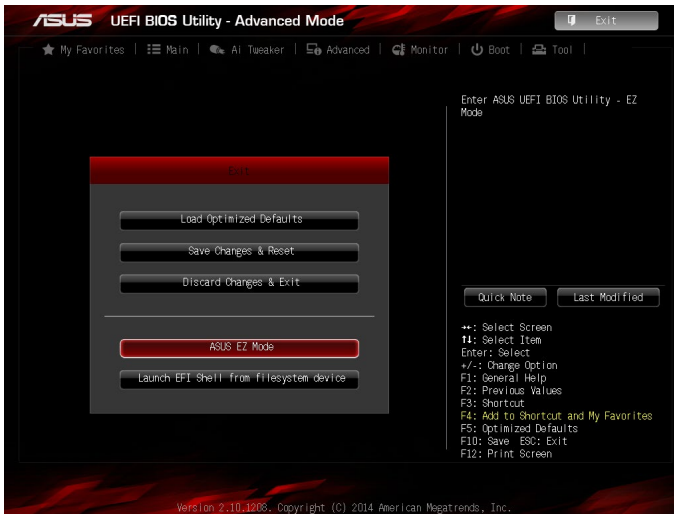 ASUS UEFI BIOS Utility - Advanced Mode
Exit
My Favorites | Main | Ai Tweaker | Advanced | Monitor | Boot | Tool |
Enter ASUS UEFI BIOS Utility - EZ
Mode
Exit
Load Optimized Defaults
Save Changes & Reset
Discard Changes & Exit
ASUS EZ Mode
Launch EFI Shell from filesystem device
Quick Note
Last Modified
→←: Select Screen
↑↓: Select Item
Enter: Select
+/-: Change Option
F1: General Help
F2: Previous Values
F3: Shortcut
F4: Add to Shortcut and My Favorites
F5: Optimized Defaults
F10: Save ESC: Exit
F12: Print Screen
Version 2.10.1208. Copyright (C) 2014 American Megatrends, Inc.